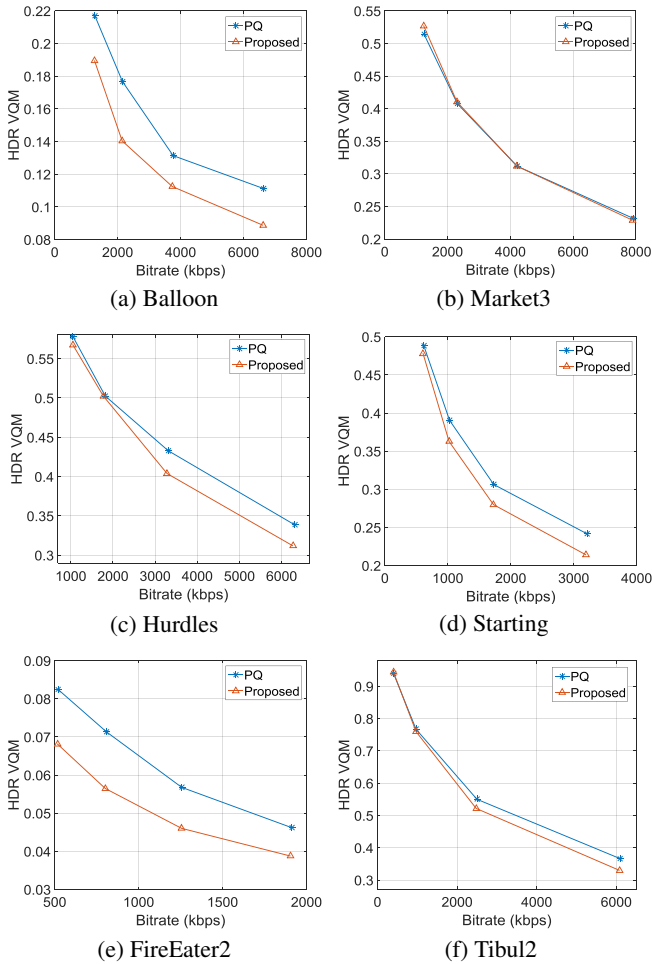 0.22
0.2
0.18
0.16
0.14
0.12
0.1
0.08
HDR VQM
0 2000 4000 6000 8000
Bitrate (kbps)
PQ
Proposed
(a) Balloon
0.55
0.5
0.45
0.4
0.35
0.3
0.25
0.2
HDR VQM
0 2000 4000 6000 8000
Bitrate (kbps)
PQ
Proposed
(b) Market3
0.55
0.5
0.45
0.4
0.35
0.3
HDR VQM
1000 2000 3000 4000 5000 6000
Bitrate (kbps)
PQ
Proposed
(c) Hurdles
0.5
0.45
0.4
0.35
0.3
0.25
0.2
HDR VQM
0 1000 2000 3000 4000
Bitrate (kbps)
PQ
Proposed
(d) Starting
0.09
0.08
0.07
0.06
0.05
0.04
0.03
HDR VQM
500 1000 1500 2000
Bitrate (kbps)
PQ
Proposed
(e) FireEater2
0.9
0.8
0.7
0.6
0.5
0.4
0.3
HDR VQM
0 2000 4000 6000
Bitrate (kbps)
PQ
Proposed
(f) Tibul2